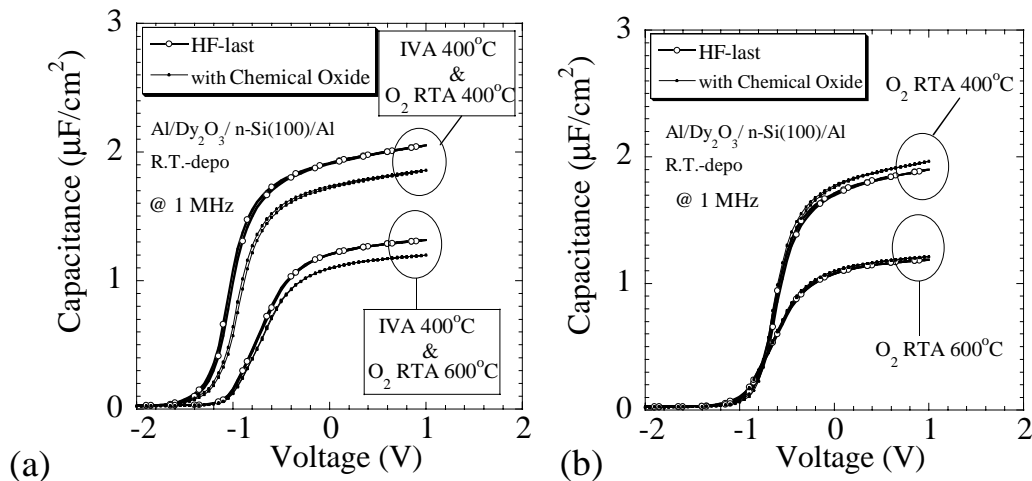 3
HF-last
with Chemical Oxide
IVA 400°C
&
O₂ RTA 400°C
Al/Dy₂O₃/ n-Si(100)/Al
R.T.-depo
@ 1 MHz
2
1
0
IVA 400°C
&
O₂ RTA 600°C
-2
-1
0
1
2
Capacitance (μF/cm²)
Voltage (V)
(a)
3
HF-last
with Chemical Oxide
O₂ RTA 400°C
Al/Dy₂O₃/ n-Si(100)/Al
R.T.-depo
@ 1 MHz
2
1
0
O₂ RTA 600°C
-2
-1
0
1
2
Capacitance (μF/cm²)
Voltage (V)
(b)